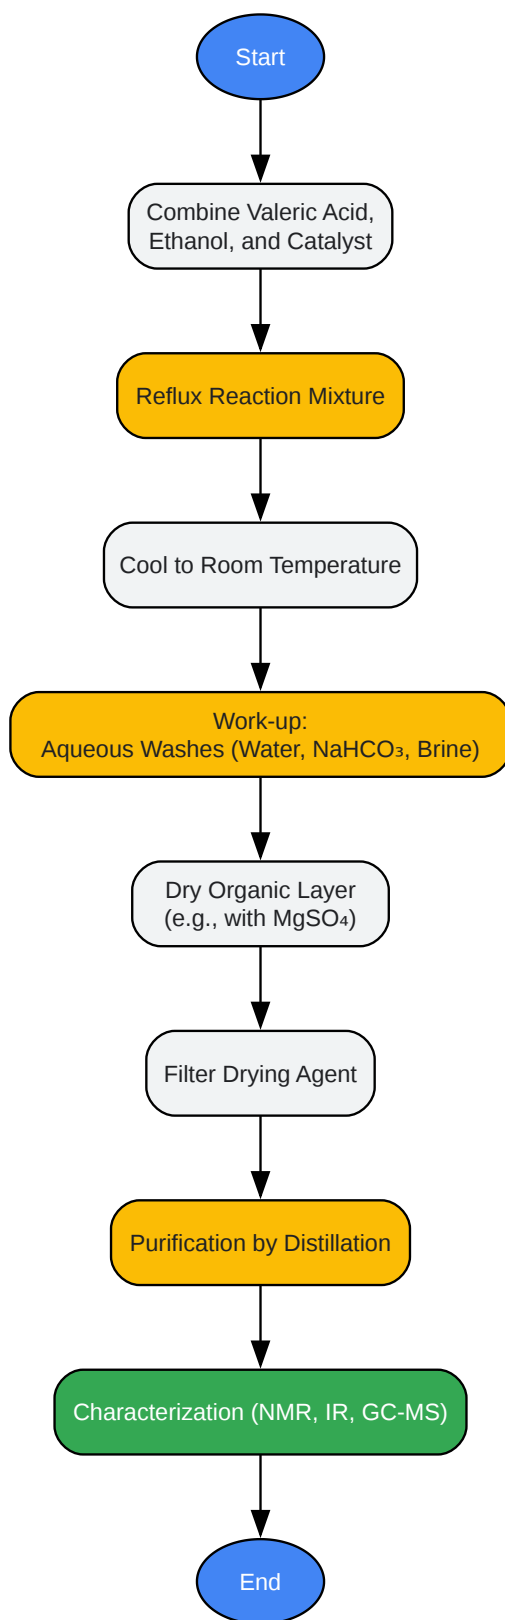 Start
Combine Valeric Acid,
Ethanol, and Catalyst
Reflux Reaction Mixture
Cool to Room Temperature
Work-up:
Aqueous Washes (Water, NaHCO₃, Brine)
Dry Organic Layer
(e.g., with MgSO₄)
Filter Drying Agent
Purification by Distillation
Characterization (NMR, IR, GC-MS)
End